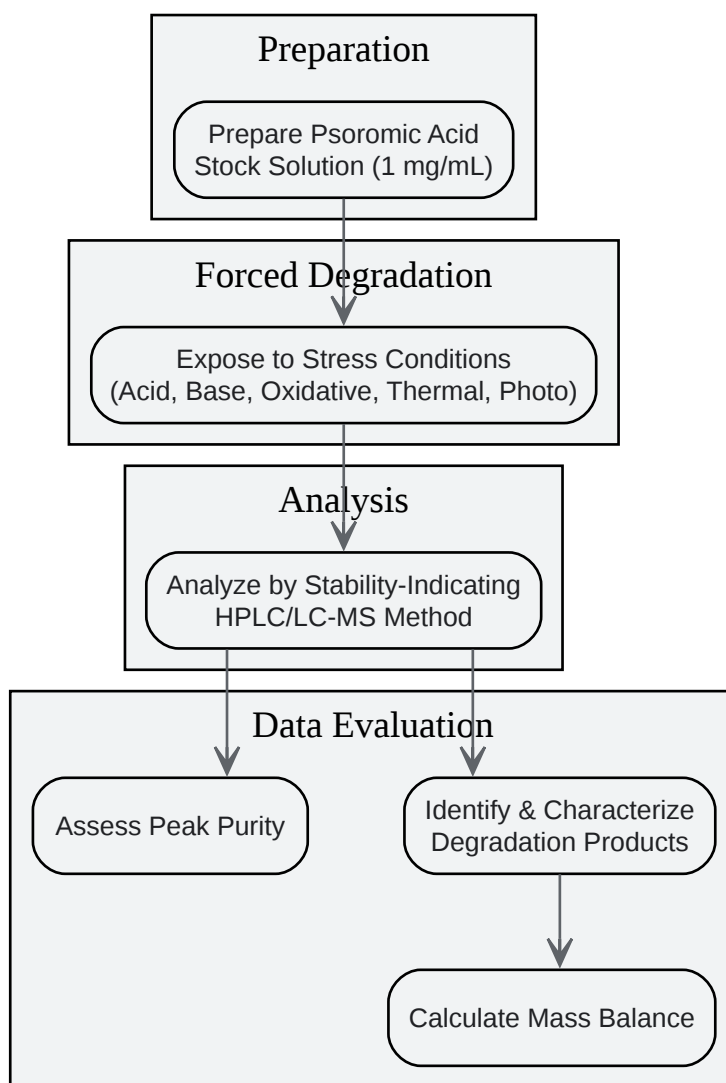 Preparation
Prepare Psoromic Acid
Stock Solution (1 mg/mL)
Forced Degradation
Expose to Stress Conditions
(Acid, Base, Oxidative, Thermal, Photo)
Analysis
Analyze by Stability-Indicating
HPLC/LC-MS Method
Data Evaluation
Assess Peak Purity
Identify & Characterize
Degradation Products
Calculate Mass Balance